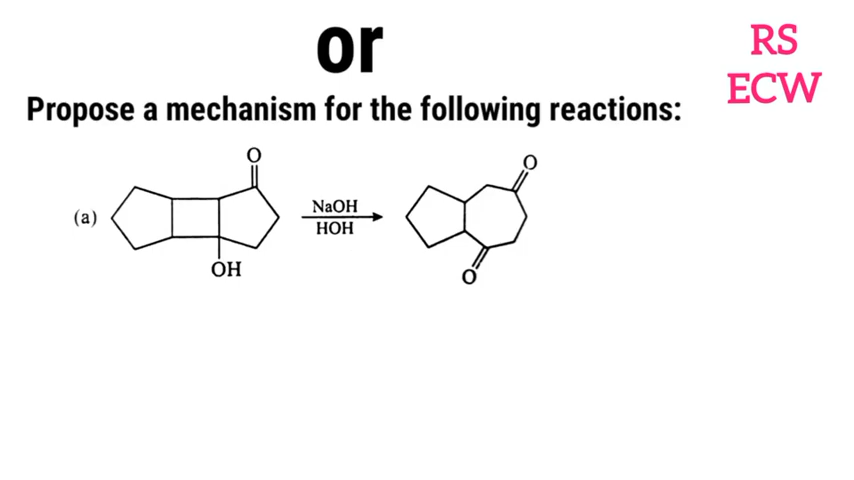 or
RS
ECW
Propose a mechanism for the following reactions:
(a)
O
OH
NaOH
HOH
O
O